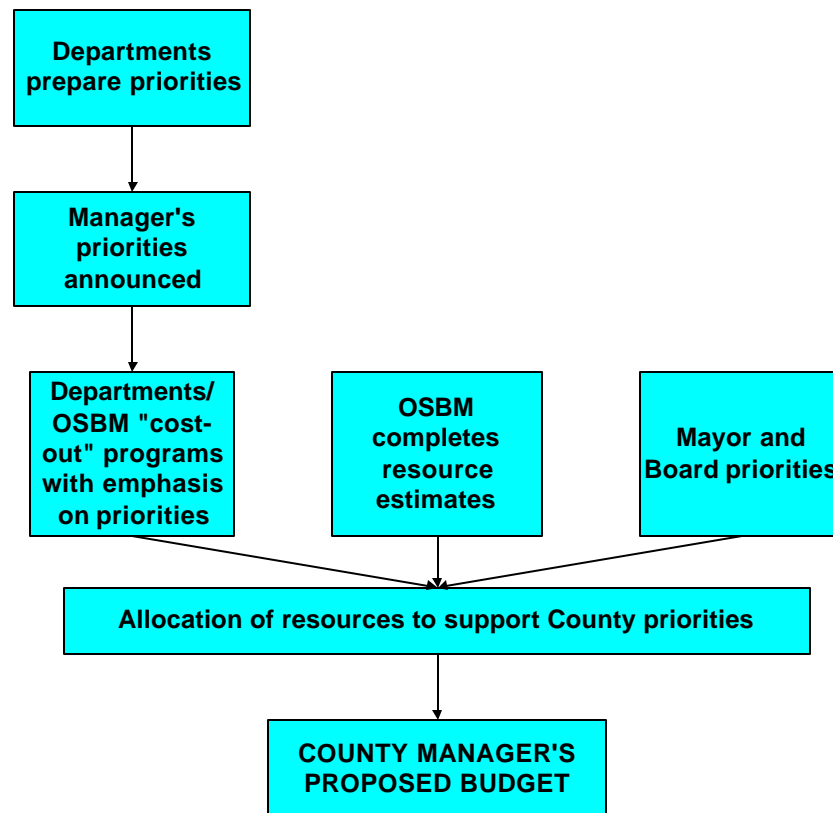 Departments
prepare priorities
Manager's
priorities
announced
Departments/
OSBM "cost-
out" programs
with emphasis
on priorities
OSBM
completes
resource
estimates
Mayor and
Board priorities
Allocation of resources to support County priorities
COUNTY MANAGER'S
PROPOSED BUDGET